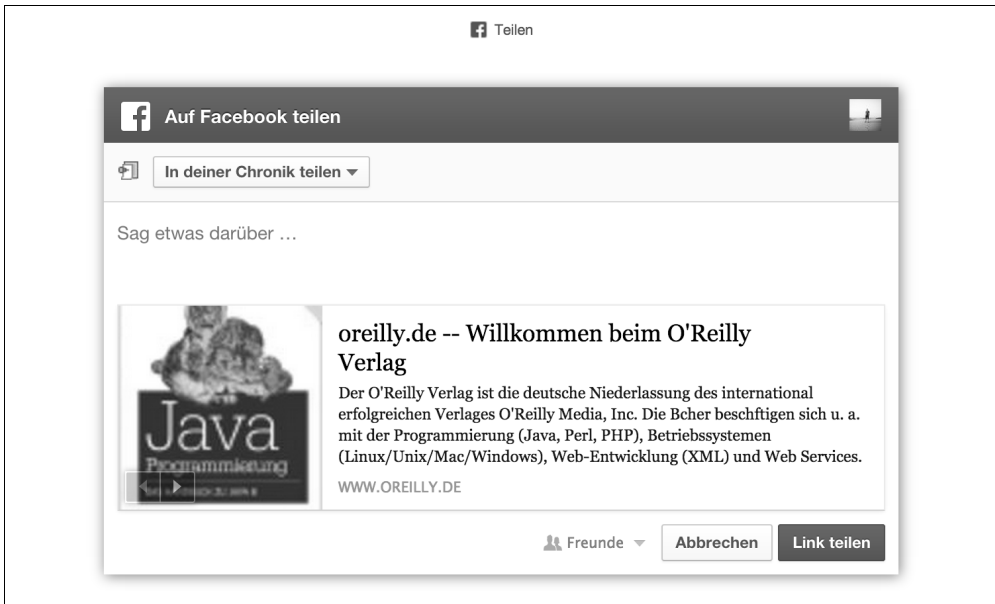 Teilen
Auf Facebook teilen
In deiner Chronik teilen
Sag etwas darüber …
oreilly.de -- Willkommen beim O'Reilly
Verlag
Der O'Reilly Verlag ist die deutsche Niederlassung des international
erfolgreichen Verlages O'Reilly Media, Inc. Die Bcher beschftigen sich u. a.
mit der Programmierung (Java, Perl, PHP), Betriebssystemen
(Linux/Unix/Mac/Windows), Web-Entwicklung (XML) und Web Services.
WWW.OREILLY.DE
Java
Programmierung
Freunde
Abbrechen
Link teilen